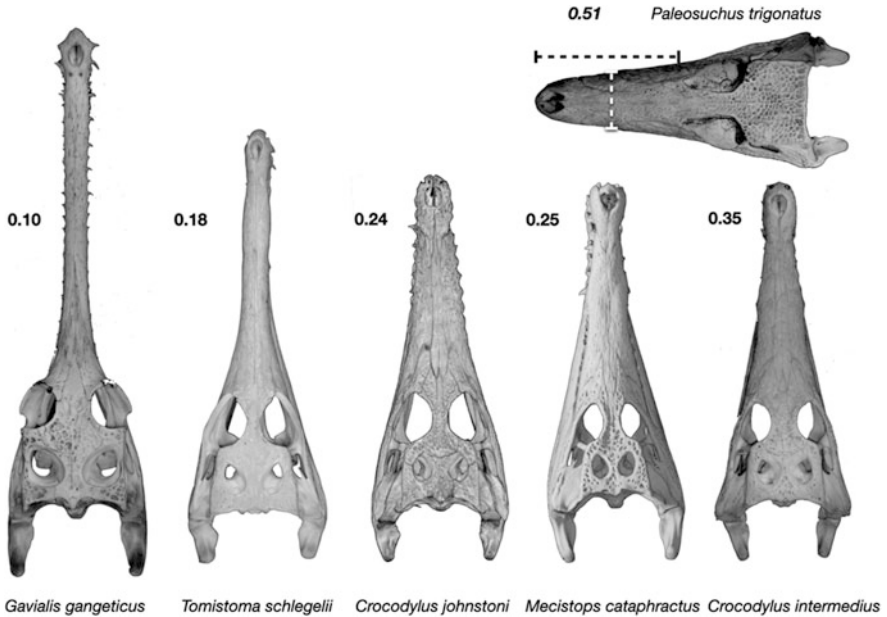 0.51 Paleosuchus trigonatus
0.10 0.18 0.24 0.25 0.35
Gavialis gangeticus Tomistoma schlegelii Crocodylus johnstoni Mecistops cataphractus Crocodylus intermedius